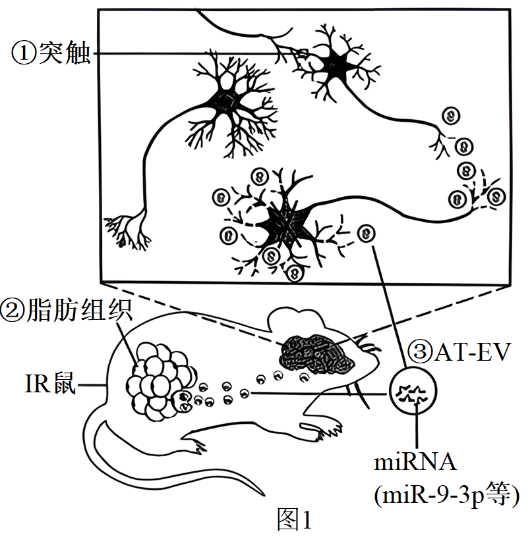 ①突触
②脂肪组织
③AT-EV
IR鼠
miRNA
(miR-9-3p等)
图1